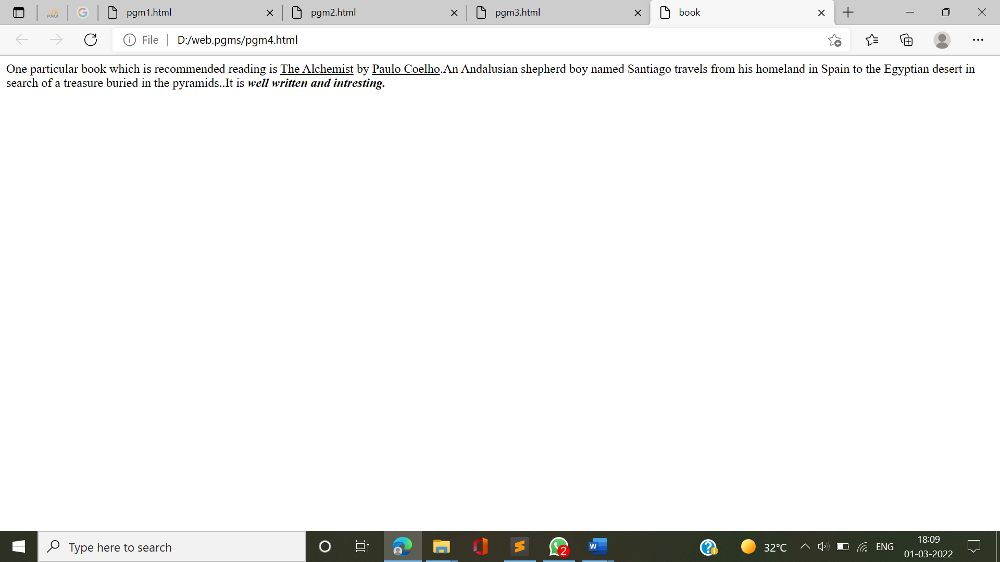 PMA
pgm1.html
pgm2.html
pgm3.html
book
File
D:/web.pgms/pgm4.html
One particular book which is recommended reading is The Alchemist by Paulo Coelho.An Andalusian shepherd boy named Santiago travels from his homeland in Spain to the Egyptian desert in
search of a treasure buried in the pyramids..It is well written and intresting.
Type here to search
W
2
32°C
ENG
18:09
01-03-2022